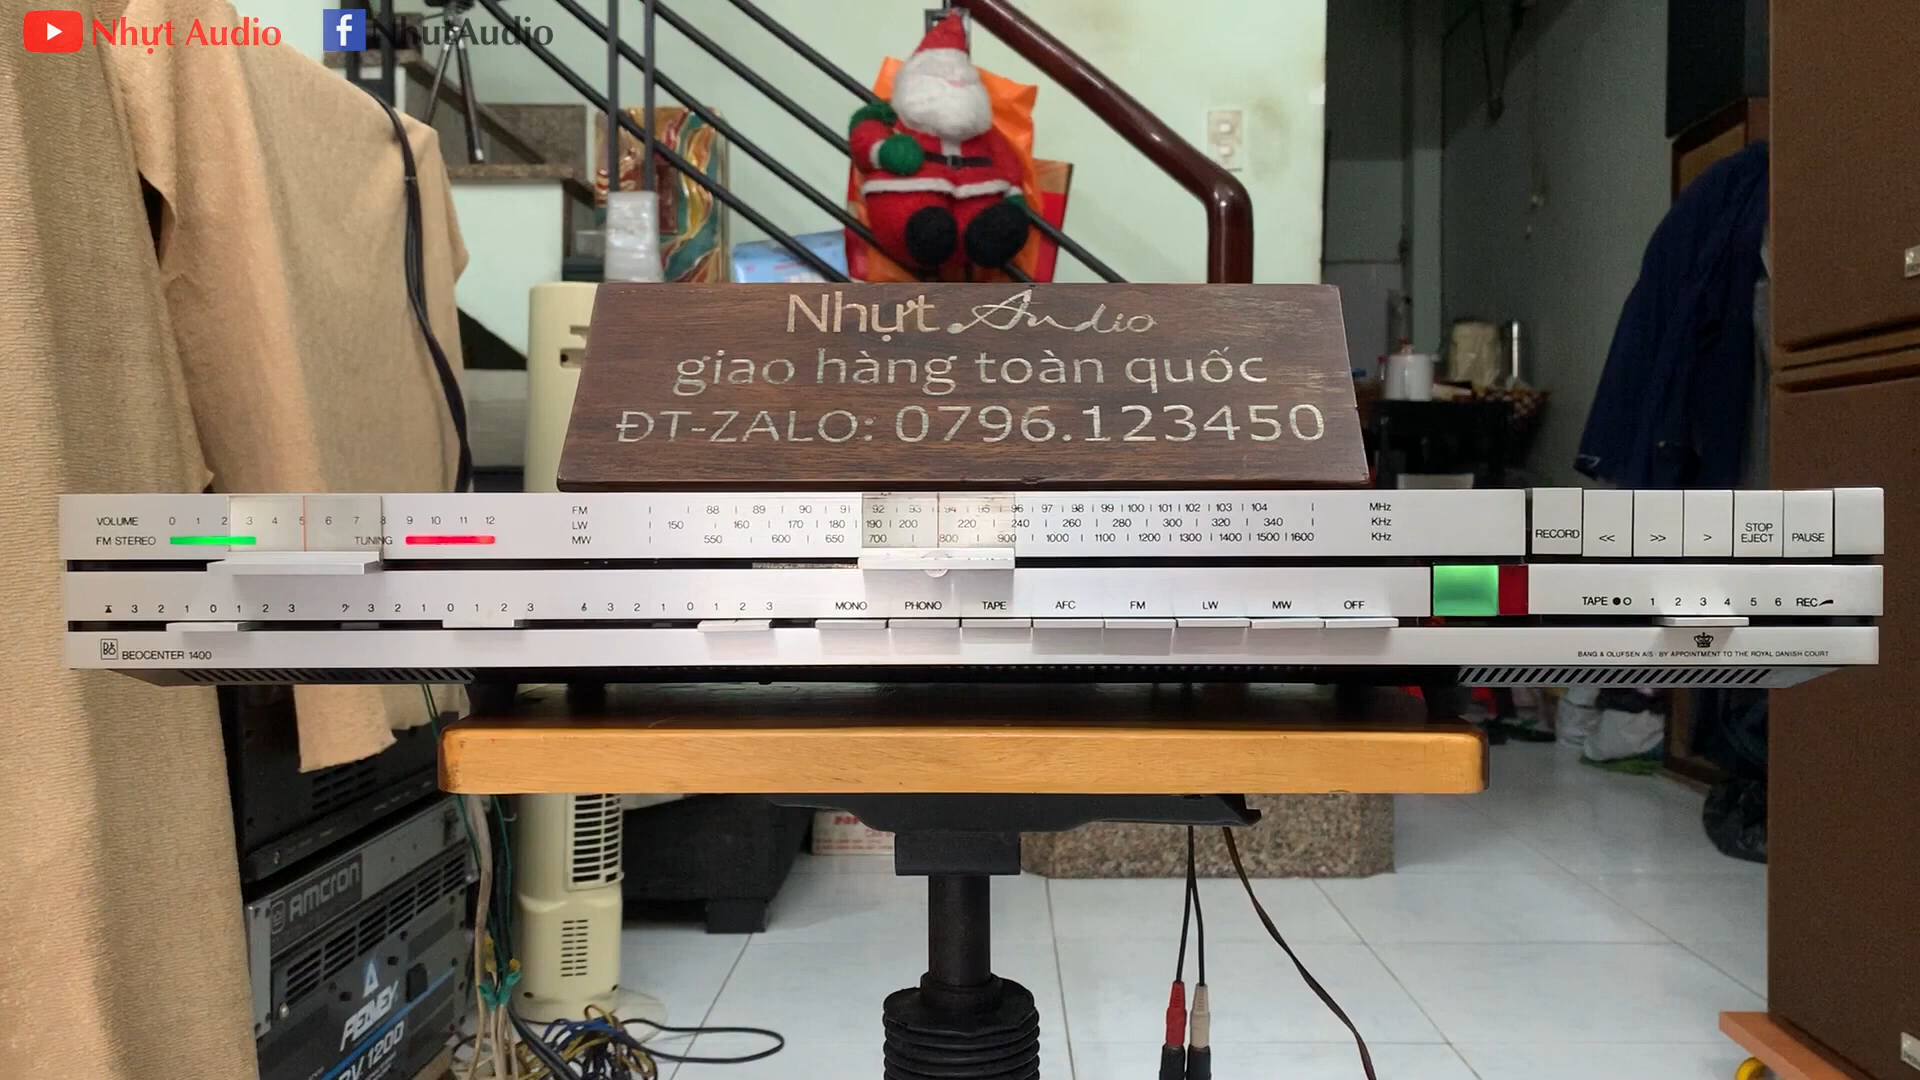 Nhựt Audio
NhutAudio
Nhựt Audio
giao hàng toàn quốc
ĐT-ZALO: 0796.123450
VOLUME 0 1 2 3 4 5 6 7 8 9 10 11 12
FM STEREO TUNING
FM 88 89 90 91 92 93 94 95 96 97 98 99 100 101 102 103 104 MHz
LW 150 160 170 180 190 200 220 240 260 280 300 320 340 KHz
MW 550 600 650 700 800 900 1000 1100 1200 1300 1400 1500 1600 KHz
RECORD << >> > STOP EJECT PAUSE
3 2 1 0 1 2 3 3 2 1 0 1 2 3 3 2 1 0 1 2 3
MONO PHONO TAPE AFC FM LW MW OFF
TAPE 1 2 3 4 5 6 REC
BEOCENTER 1400
BANG & OLUFSEN A/S · BY APPOINTMENT TO THE ROYAL DANISH COURT
AMCRON
PEAVEY
1200